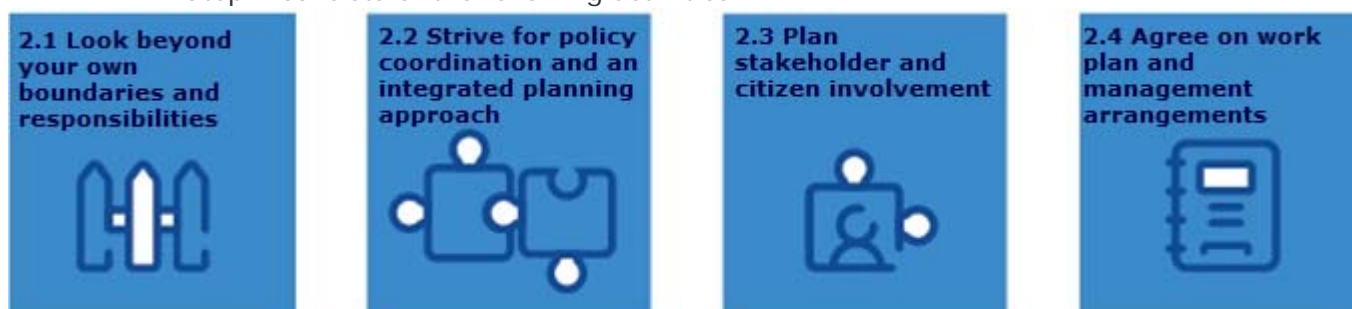 2.1 Look beyond
your own
boundaries and
responsibilities
2.2 Strive for policy
coordination and an
integrated planning
approach
2.3 Plan
stakeholder and
citizen involvement
2.4 Agree on work
plan and
management
arrangements